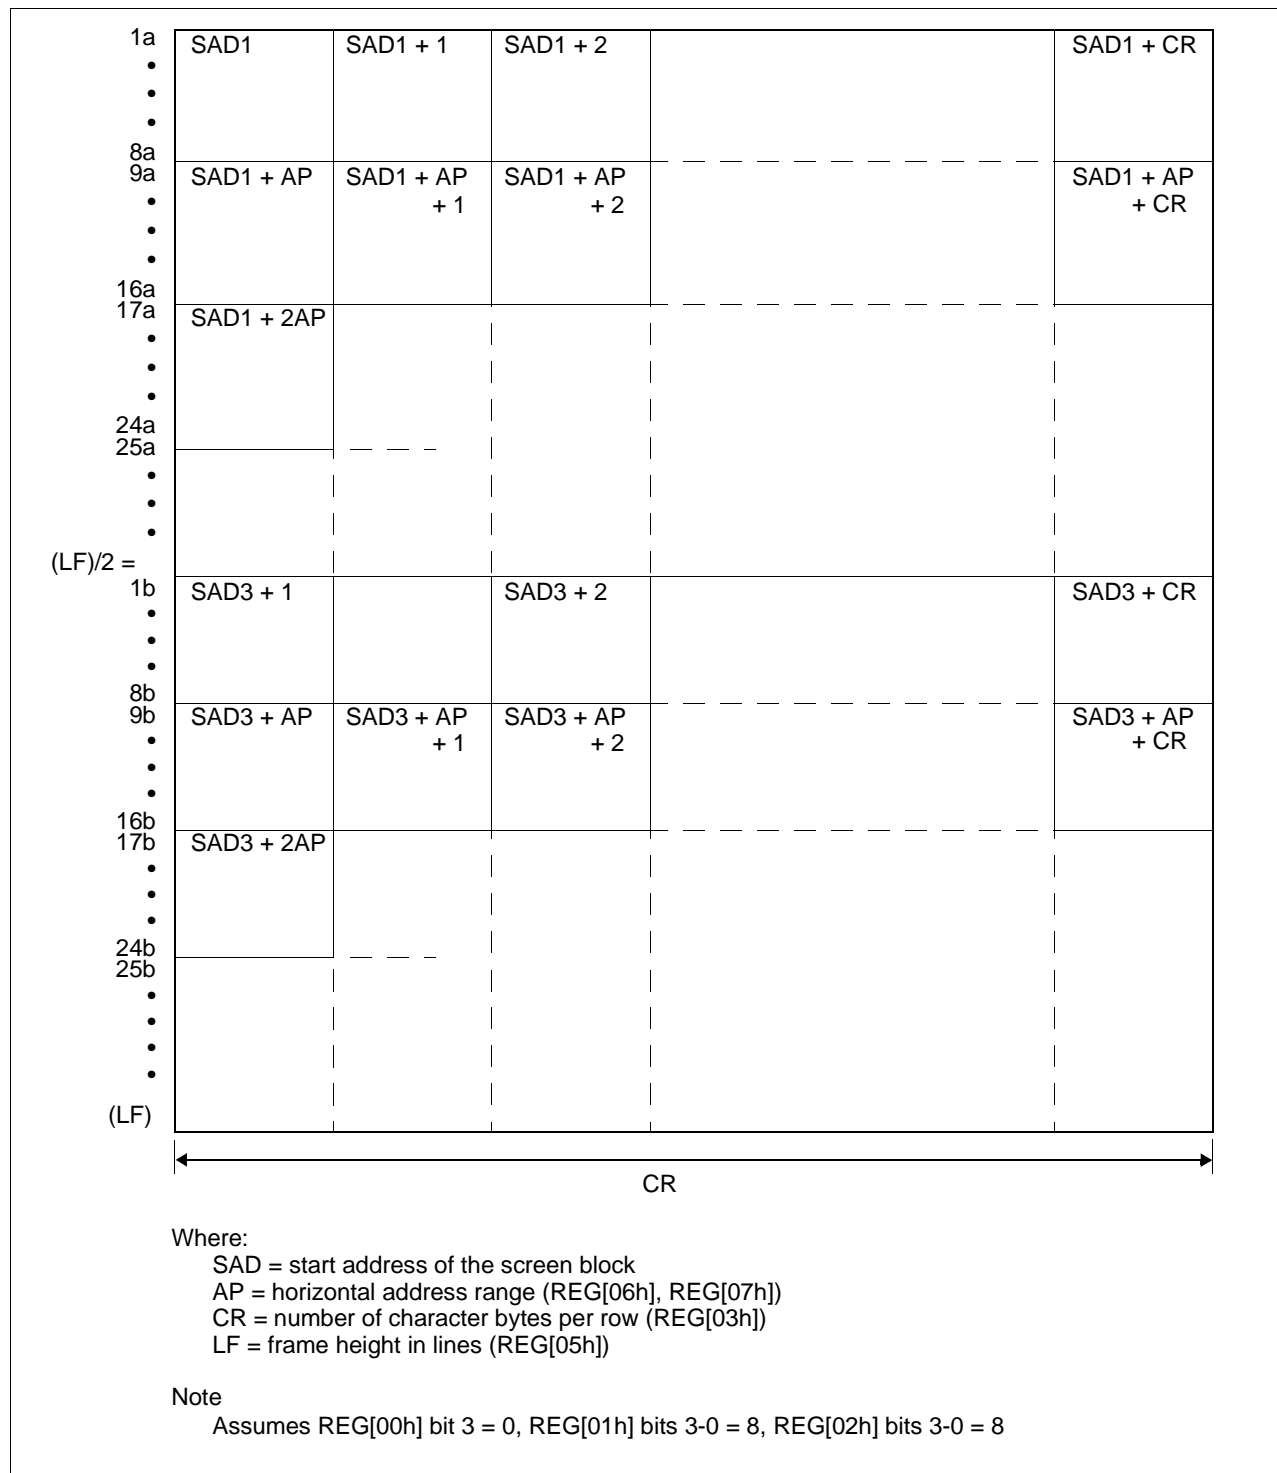 1a SAD1 SAD1 + 1 SAD1 + 2 SAD1 + CR
•
•
•
8a
9a SAD1 + AP SAD1 + AP + 1 SAD1 + AP + 2 SAD1 + AP + CR
•
•
•
16a
17a SAD1 + 2AP
•
•
•
24a
25a
•
•
•
(LF)/2 =
1b SAD3 + 1 SAD3 + 2 SAD3 + CR
•
•
•
8b
9b SAD3 + AP SAD3 + AP + 1 SAD3 + AP + 2 SAD3 + AP + CR
•
•
•
16b
17b SAD3 + 2AP
•
•
•
24b
25b
•
•
•
•
(LF)
CR
Where:
SAD = start address of the screen block
AP = horizontal address range (REG[06h], REG[07h])
CR = number of character bytes per row (REG[03h])
LF = frame height in lines (REG[05h])
Note
Assumes REG[00h] bit 3 = 0, REG[01h] bits 3-0 = 8, REG[02h] bits 3-0 = 8